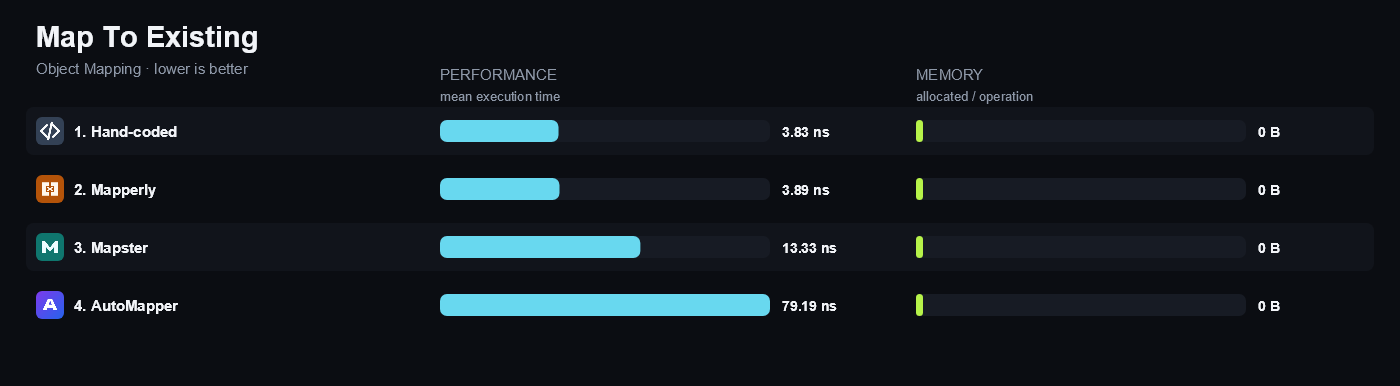 Map To Existing
Object Mapping · lower is better
PERFORMANCE
mean execution time
MEMORY
allocated / operation
1. Hand-coded 3.83 ns 0 B
2. Mapperly 3.89 ns 0 B
M 3. Mapster 13.33 ns 0 B
A 4. AutoMapper 79.19 ns 0 B